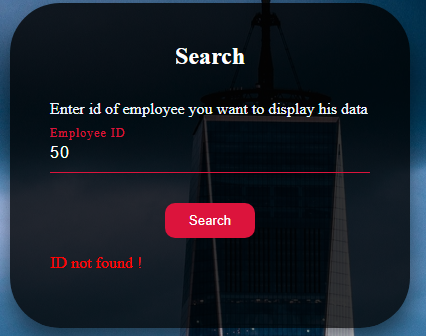 Search
Enter id of employee you want to display his data
Employee ID
50
Search
ID not found !